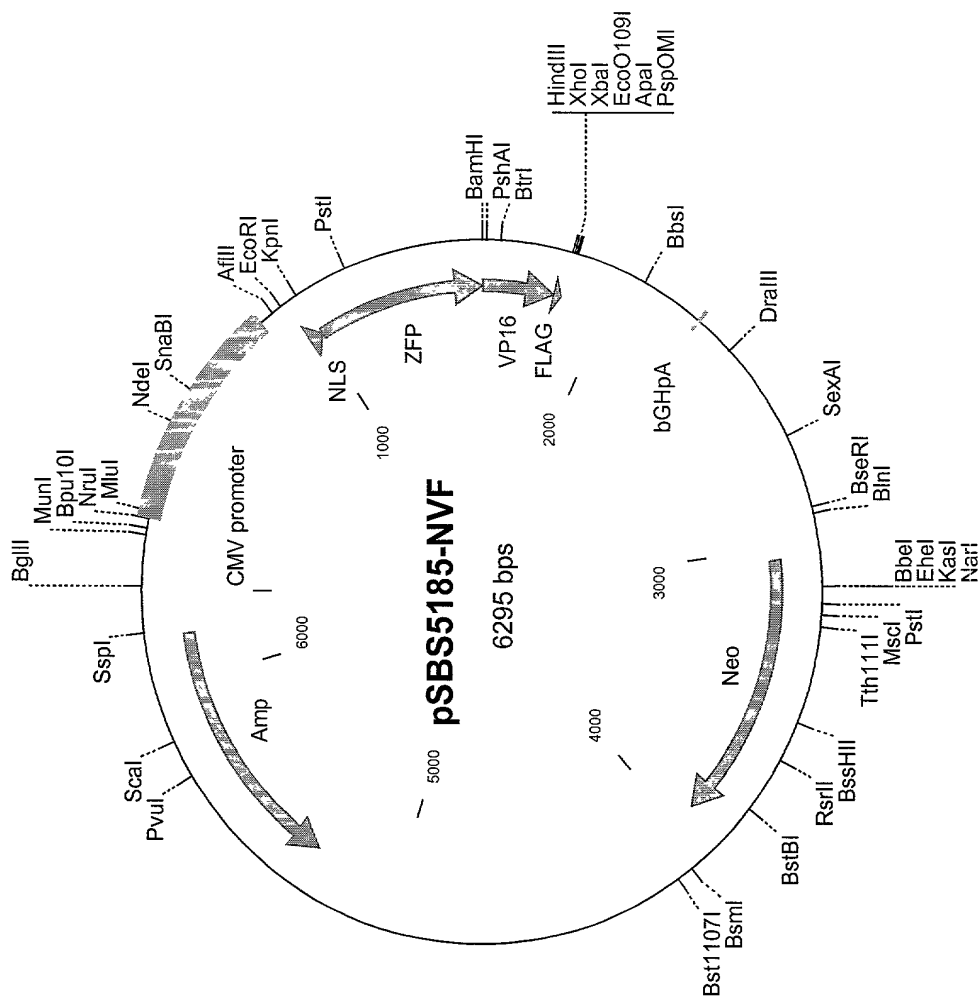 BglII
MunI
Bpu10I
NruI
MluI
NdeI
SnaBI
AflII
EcoRI
KpnI
PstI
BamHI
PshAI
BtrI
HindIII
XhoI
XbaI
EcoO109I
ApaI
PspOMI
BbsI
DraIII
SexAI
BseRI
BlnI
BbeI
EheI
KasI
NarI
PstI
MscI
Tth111I
BssHII
RsrII
BstBI
BsmI
Bst1107I
PvuI
ScaI
SspI
CMV promoter
NLS
ZFP
VP16
FLAG
bGHpA
Neo
Amp
1000
2000
3000
4000
5000
6000
pSBS5185-NVF
6295 bps